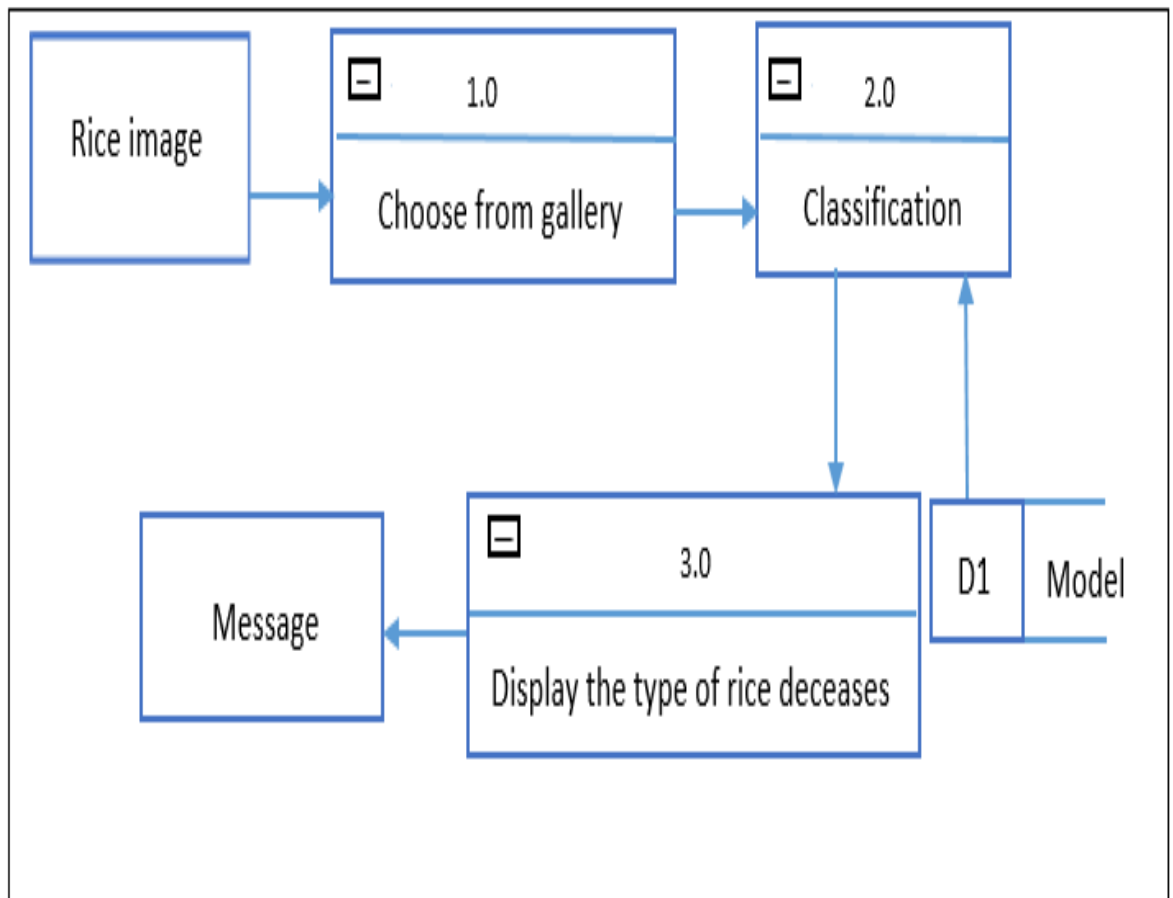 Rice image
1.0
Choose from gallery
2.0
Classification
3.0
Display the type of rice deceases
Message
D1
Model